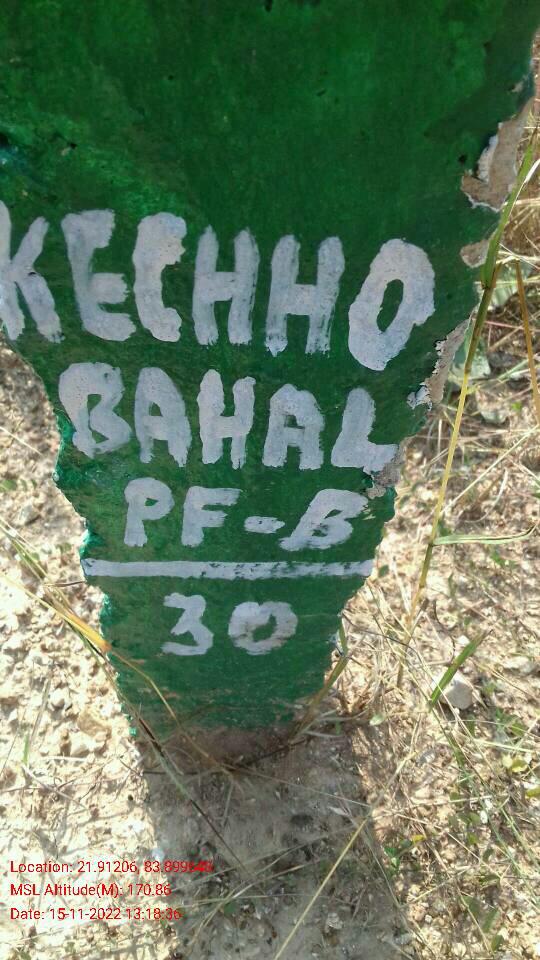 KECHHO
BAHAL
PF-B
30
Location: 21.91206, 83.899648
MSL Altitude(M): 170.86
Date: 15-11-2022 13:18:36